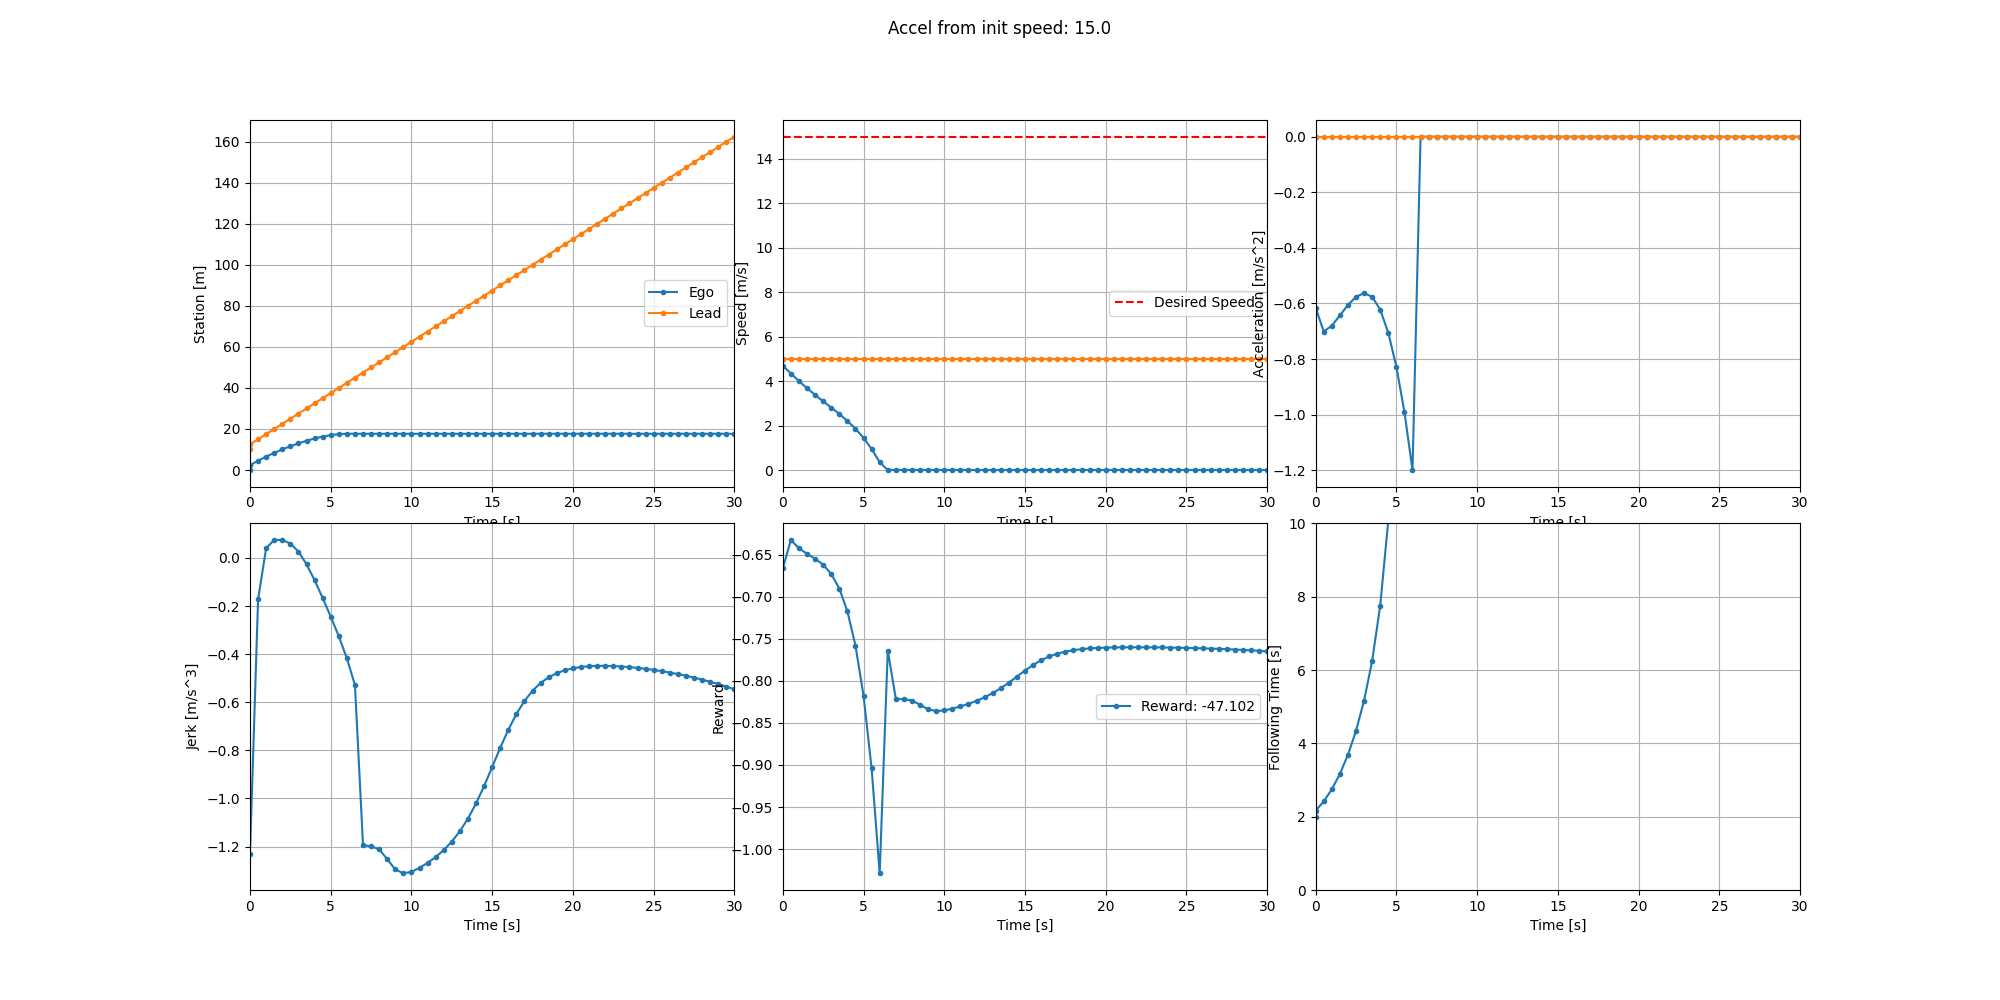 Accel from init speed: 15.0
Station [m]
160
140
120
100
80
60
40
20
0
Ego
Lead
0 5 10 15 20 25 30
Time [s]
Speed [m/s]
14
12
10
8
6
4
2
0
Desired Speed
0 5 10 15 20 25 30
Time [s]
Acceleration [m/s^2]
0.0
−0.2
−0.4
−0.6
−0.8
−1.0
−1.2
0 5 10 15 20 25 30
Time [s]
Jerk [m/s^3]
0.0
−0.2
−0.4
−0.6
−0.8
−1.0
−1.2
0 5 10 15 20 25 30
Time [s]
Reward
−0.65
−0.70
−0.75
−0.80
−0.85
−0.90
−0.95
−1.00
Reward: -47.102
0 5 10 15 20 25 30
Time [s]
Following Time [s]
10
8
6
4
2
0
0 5 10 15 20 25 30
Time [s]